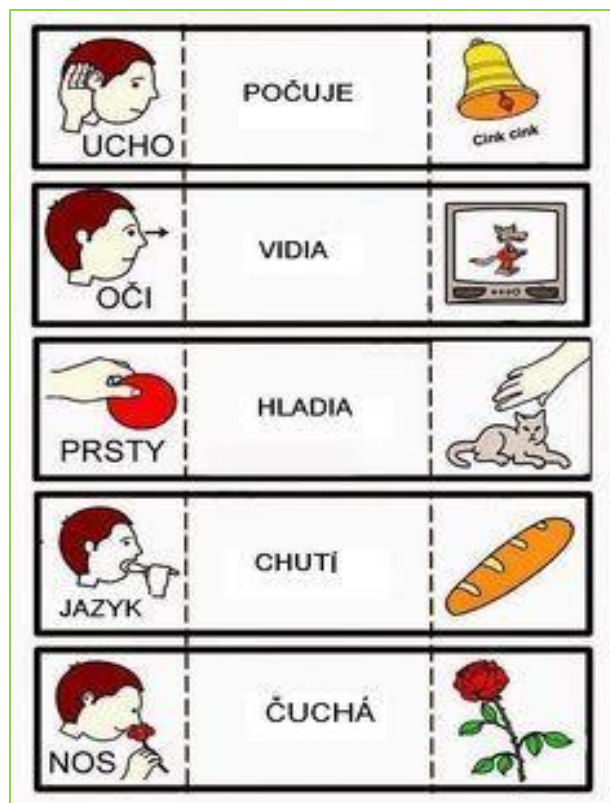 UCHO
POČUJE
Cink cink
OČI
VIDIA
PRSTY
HLADIA
JAZYK
CHUTÍ
NOS
ČUCHÁ